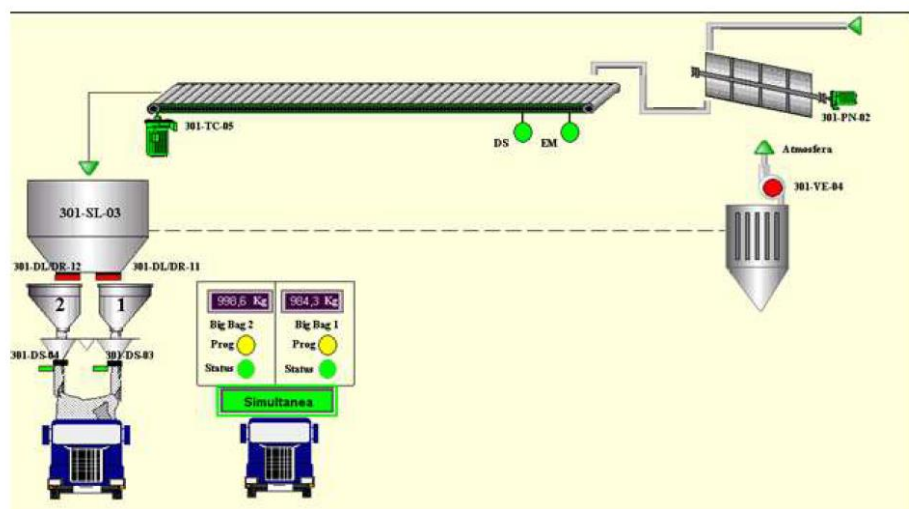 301-PN-02
301-TC-05
DS
EM
Atmosfera
301-VE-04
301-SL-03
301-DL/DR-12
301-DL/DR-11
2
1
998,6 Kg
984,3 Kg
Big Bag 2
Big Bag 1
Prog
Prog
Status
Status
301-DS-04
301-DS-03
Simultanea